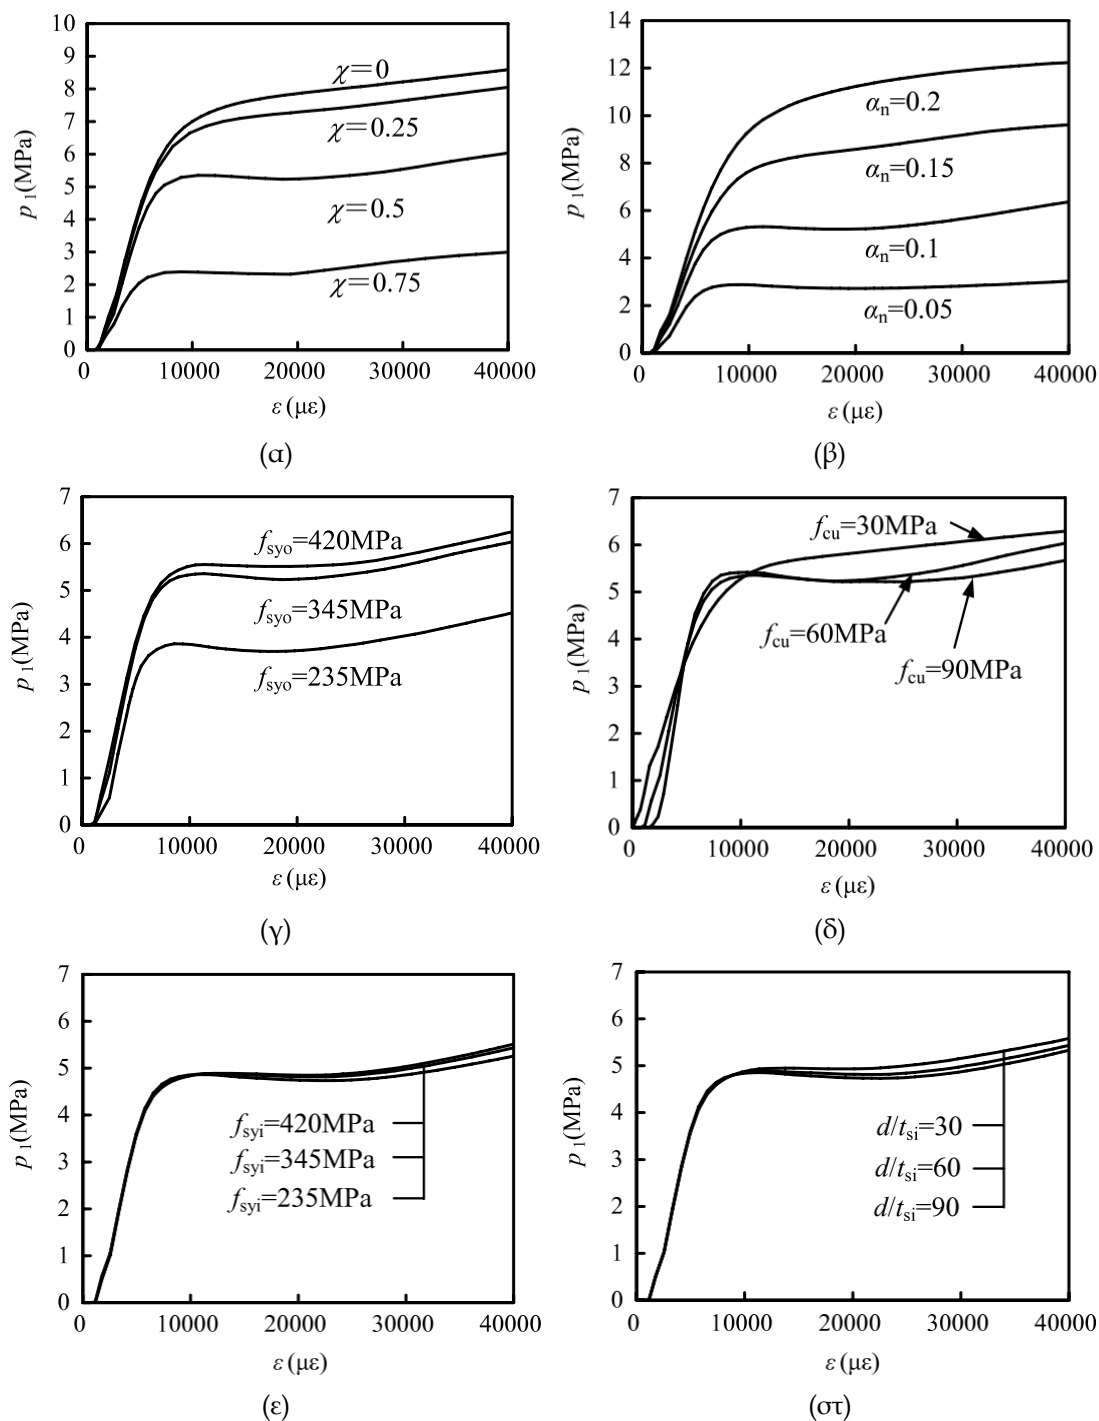 10
9
8
7
6
5
4
3
2
1
0
p1(MPa)
χ=0
χ=0.25
χ=0.5
χ=0.75
0 10000 20000 30000 40000
ε (με)
(α)
14
12
10
8
6
4
2
0
p1(MPa)
αn=0.2
αn=0.15
αn=0.1
αn=0.05
0 10000 20000 30000 40000
ε (με)
(β)
7
6
5
4
3
2
1
0
p1(MPa)
fsyo=420MPa
fsyo=345MPa
fsyo=235MPa
0 10000 20000 30000 40000
ε (με)
(γ)
7
6
5
4
3
2
1
0
p1(MPa)
fcu=30MPa
fcu=60MPa
fcu=90MPa
0 10000 20000 30000 40000
ε (με)
(δ)
7
6
5
4
3
2
1
0
p1(MPa)
fsyi=420MPa
fsyi=345MPa
fsyi=235MPa
0 10000 20000 30000 40000
ε (με)
(ε)
7
6
5
4
3
2
1
0
p1(MPa)
d/tsi=30
d/tsi=60
d/tsi=90
0 10000 20000 30000 40000
ε (με)
(στ)